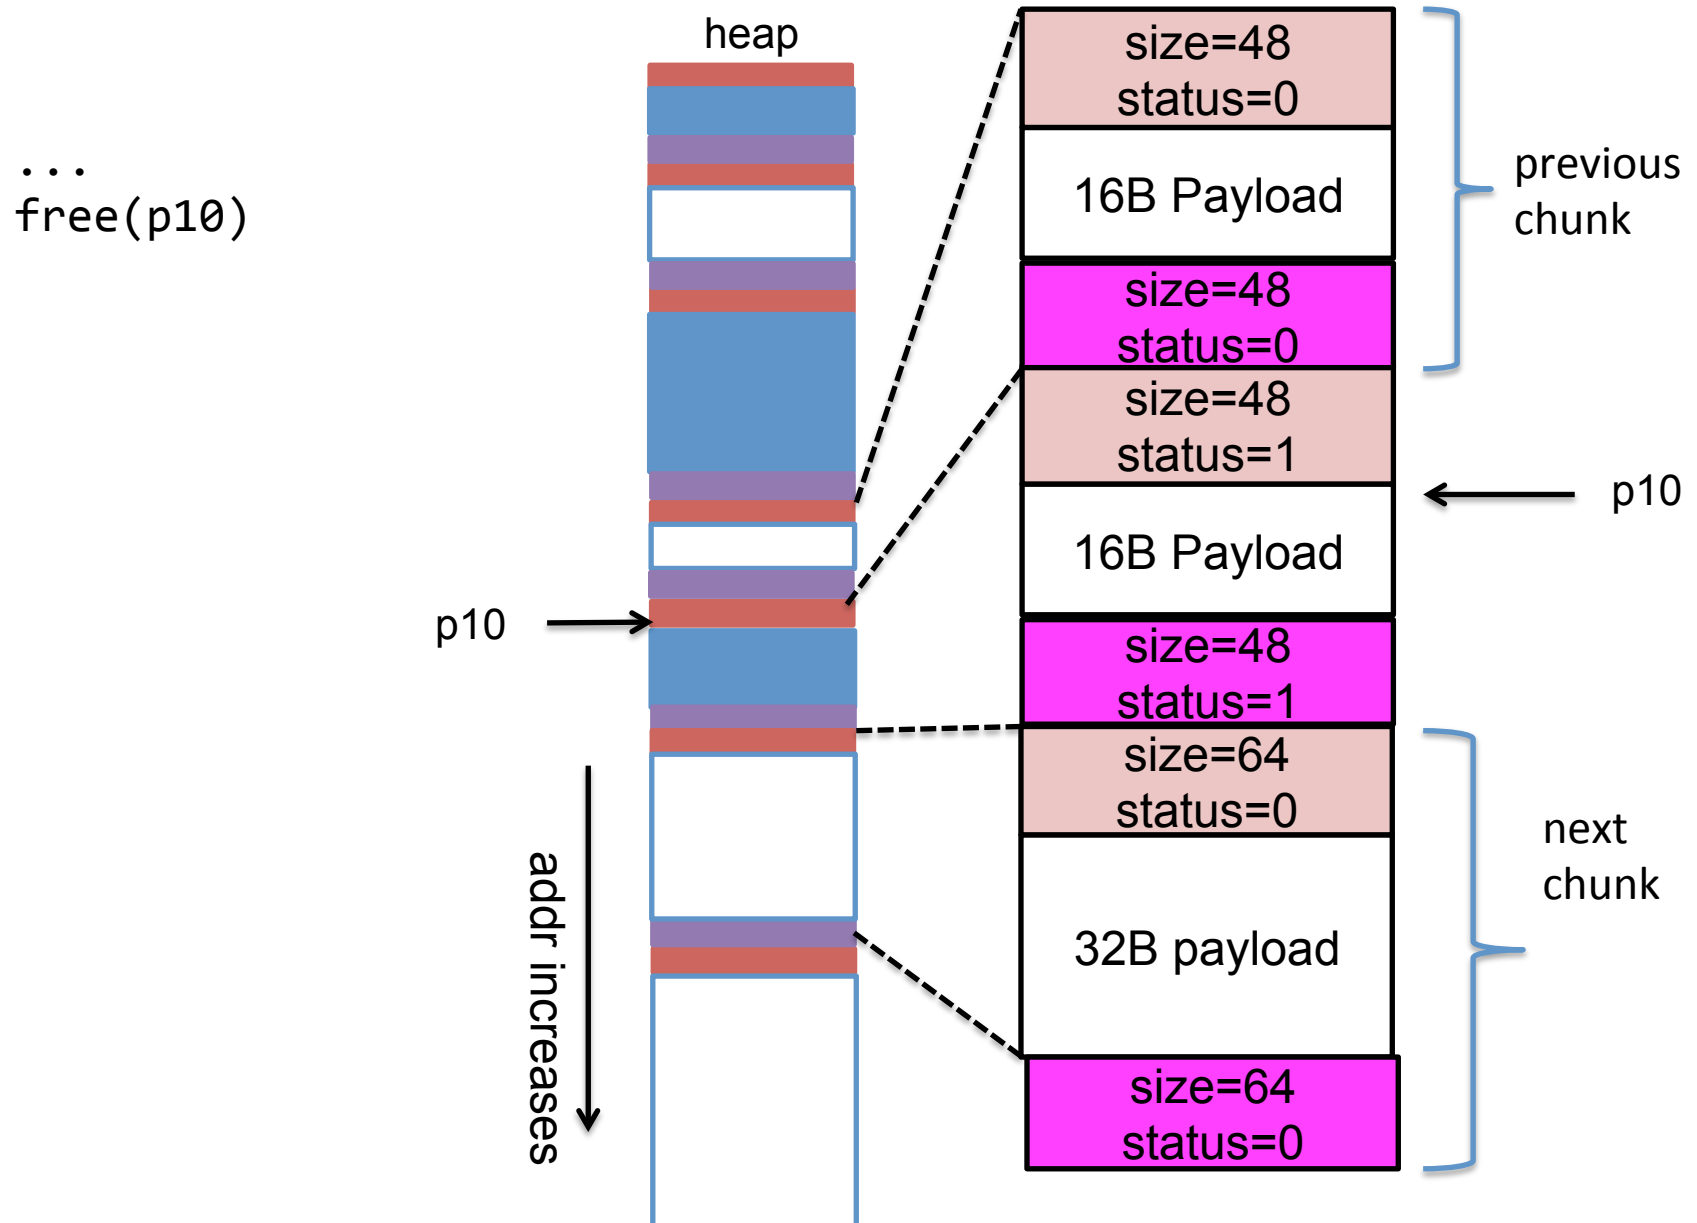 ...
free(p10)
heap
p10
addr increases
size=48
status=0
16B Payload
size=48
status=0
size=48
status=1
16B Payload
size=48
status=1
size=64
status=0
32B payload
size=64
status=0
previous
chunk
p10
next
chunk